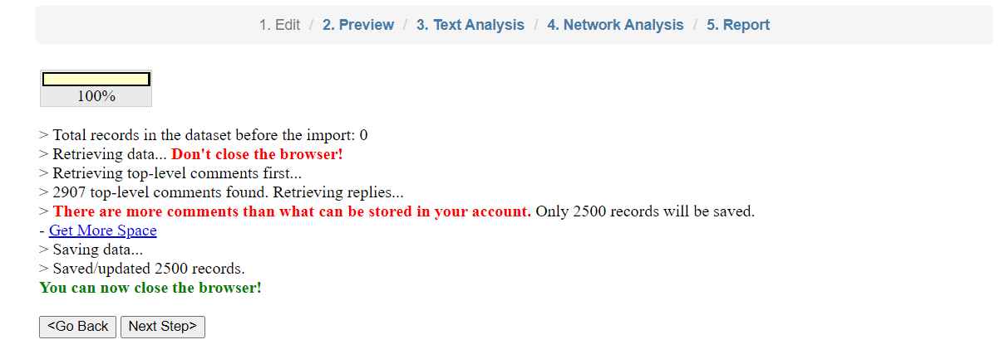 1. Edit / 2. Preview / 3. Text Analysis / 4. Network Analysis / 5. Report
100%
> Total records in the dataset before the import: 0
> Retrieving data... Don't close the browser!
> Retrieving top-level comments first...
> 2907 top-level comments found. Retrieving replies...
> There are more comments than what can be stored in your account. Only 2500 records will be saved.
- Get More Space
> Saving data...
> Saved/updated 2500 records.
You can now close the browser!
<Go Back Next Step>